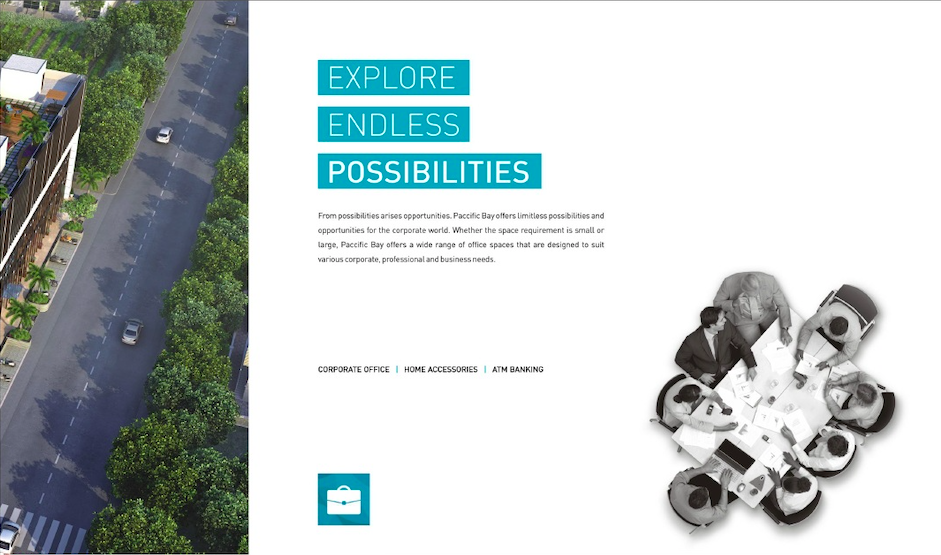 EXPLORE
ENDLESS
POSSIBILITIES
From possibilities arises opportunities. Paccific Bay offers limitless possibilities and
opportunities for the corporate world. Whether the space requirement is small or
large, Paccific Bay offers a wide range of office spaces that are designed to suit
various corporate, professional and business needs.
CORPORATE OFFICE | HOME ACCESSORIES | ATM BANKING